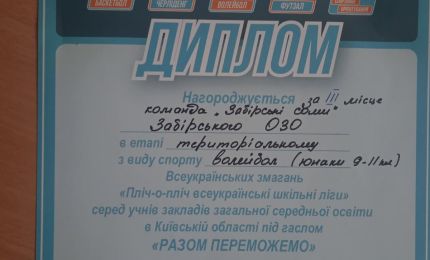 БАСКЕТБОЛ ЧЕРЛІДИНГ ВОЛЕЙБОЛ ФУТЗАЛ
ДИПЛОМ
Нагороджується за III місце
команда "Забірські
Забірського ОЗО
в етапі територіальному
з виду спорту волейбол (юнаки 9-11 кл)
Всеукраїнських змагань
«Пліч-о-пліч всеукраїнські шкільні ліги»
серед учнів закладів загальної середньої освіти
в Київській області під гаслом
«РАЗОМ ПЕРЕМОЖЕМО»